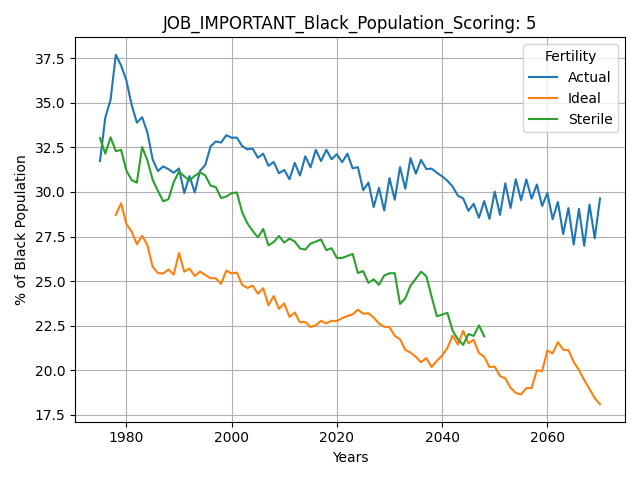 JOB_IMPORTANT_Black_Population_Scoring: 5
Fertility
Actual
Ideal
Sterile
% of Black Population
37.5
35.0
32.5
30.0
27.5
25.0
22.5
20.0
17.5
1980 2000 2020 2040 2060
Years